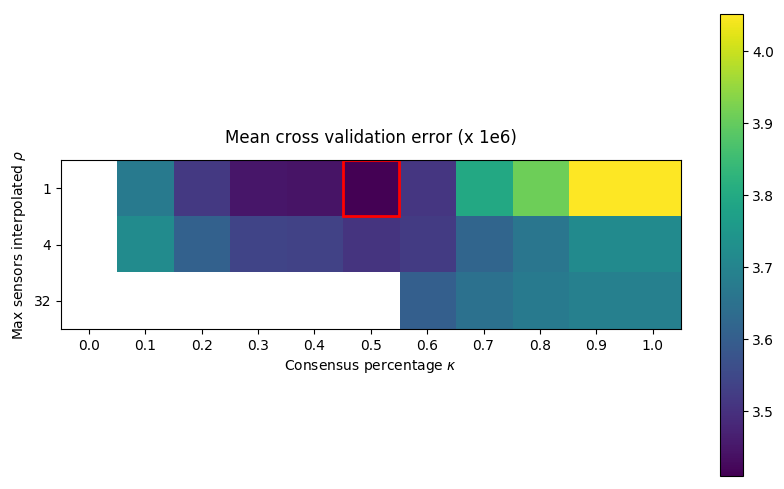 Mean cross validation error (x 1e6)
Max sensors interpolated ρ
1
4
32
0.0 0.1 0.2 0.3 0.4 0.5 0.6 0.7 0.8 0.9 1.0
Consensus percentage κ
4.0
3.9
3.8
3.7
3.6
3.5